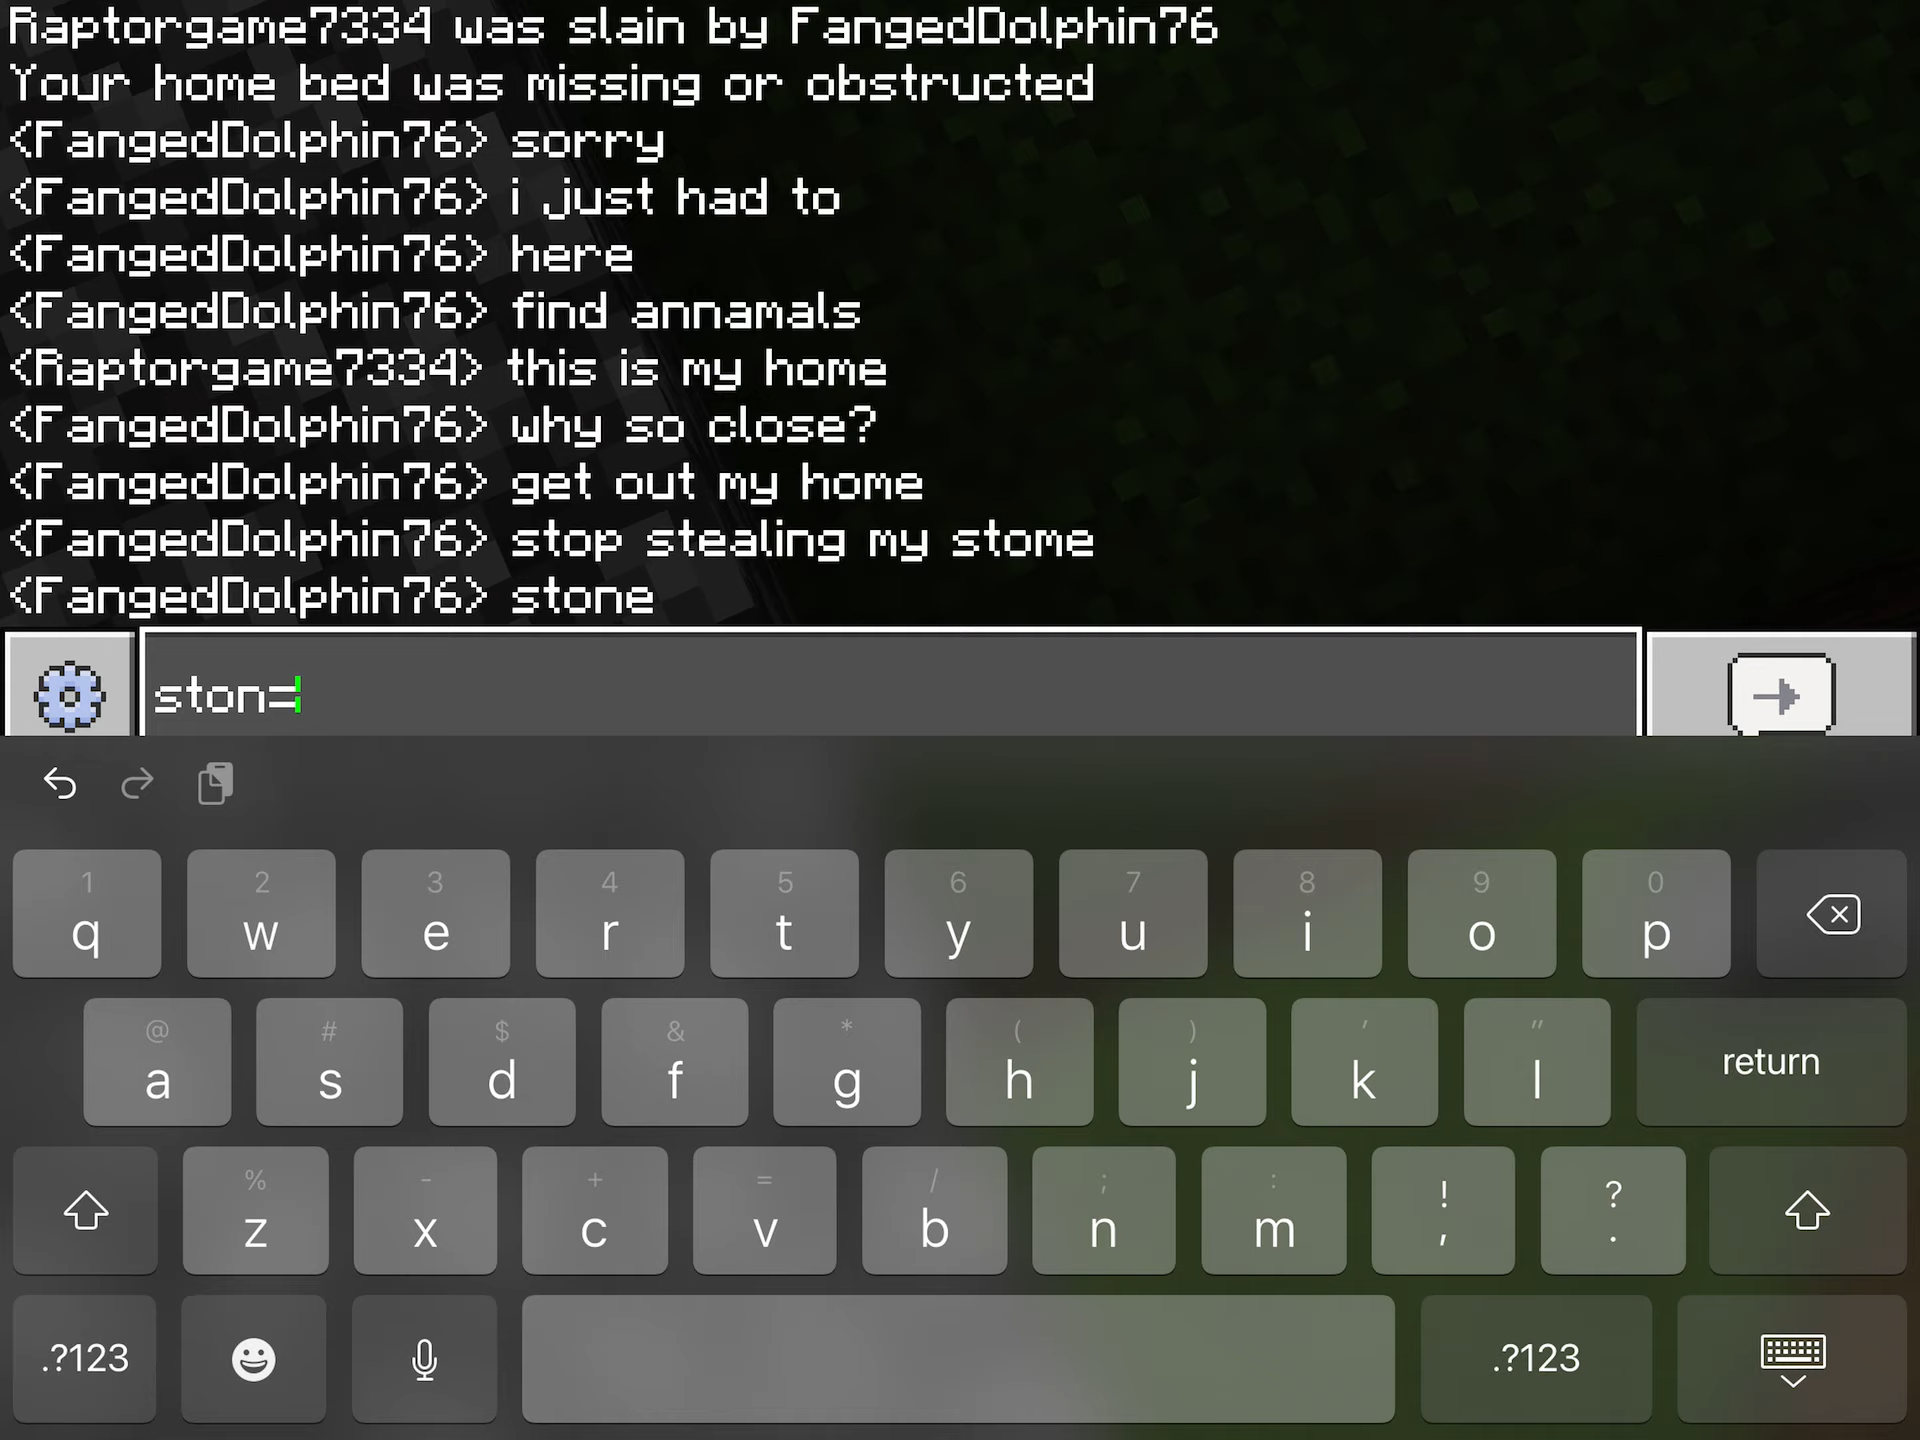 Raptorgame7334 was slain by FangedDolphin76
Your home bed was missing or obstructed
<FangedDolphin76> sorry
<FangedDolphin76> i just had to
<FangedDolphin76> here
<FangedDolphin76> find annamals
<Raptorgame7334> this is my home
<FangedDolphin76> why so close?
<FangedDolphin76> get out my home
<FangedDolphin76> stop stealing my stome
<FangedDolphin76> stone
ston=
1 2 3 4 5 6 7 8 9 0
q w e r t y u i o p
@ # $ & * ( ) ' "
a s d f g h j k l return
% - + = / ; : ! ?
z x c v b n m , .
.?123 .?123